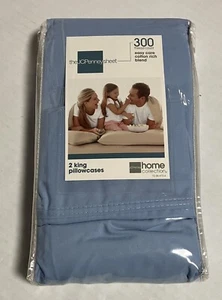 the JCPenney sheet
300
easy care
cotton rich
blend
2 king
pillowcases
home
collection